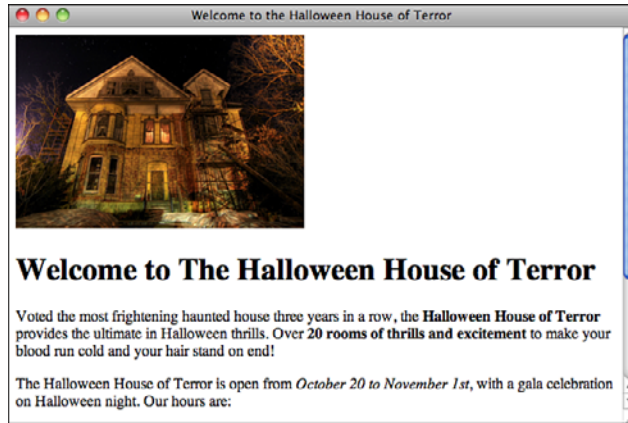 Welcome to the Halloween House of Terror
Welcome to The Halloween House of Terror
Voted the most frightening haunted house three years in a row, the Halloween House of Terror
provides the ultimate in Halloween thrills. Over 20 rooms of thrills and excitement to make your
blood run cold and your hair stand on end!
The Halloween House of Terror is open from October 20 to November 1st, with a gala celebration
on Halloween night. Our hours are: